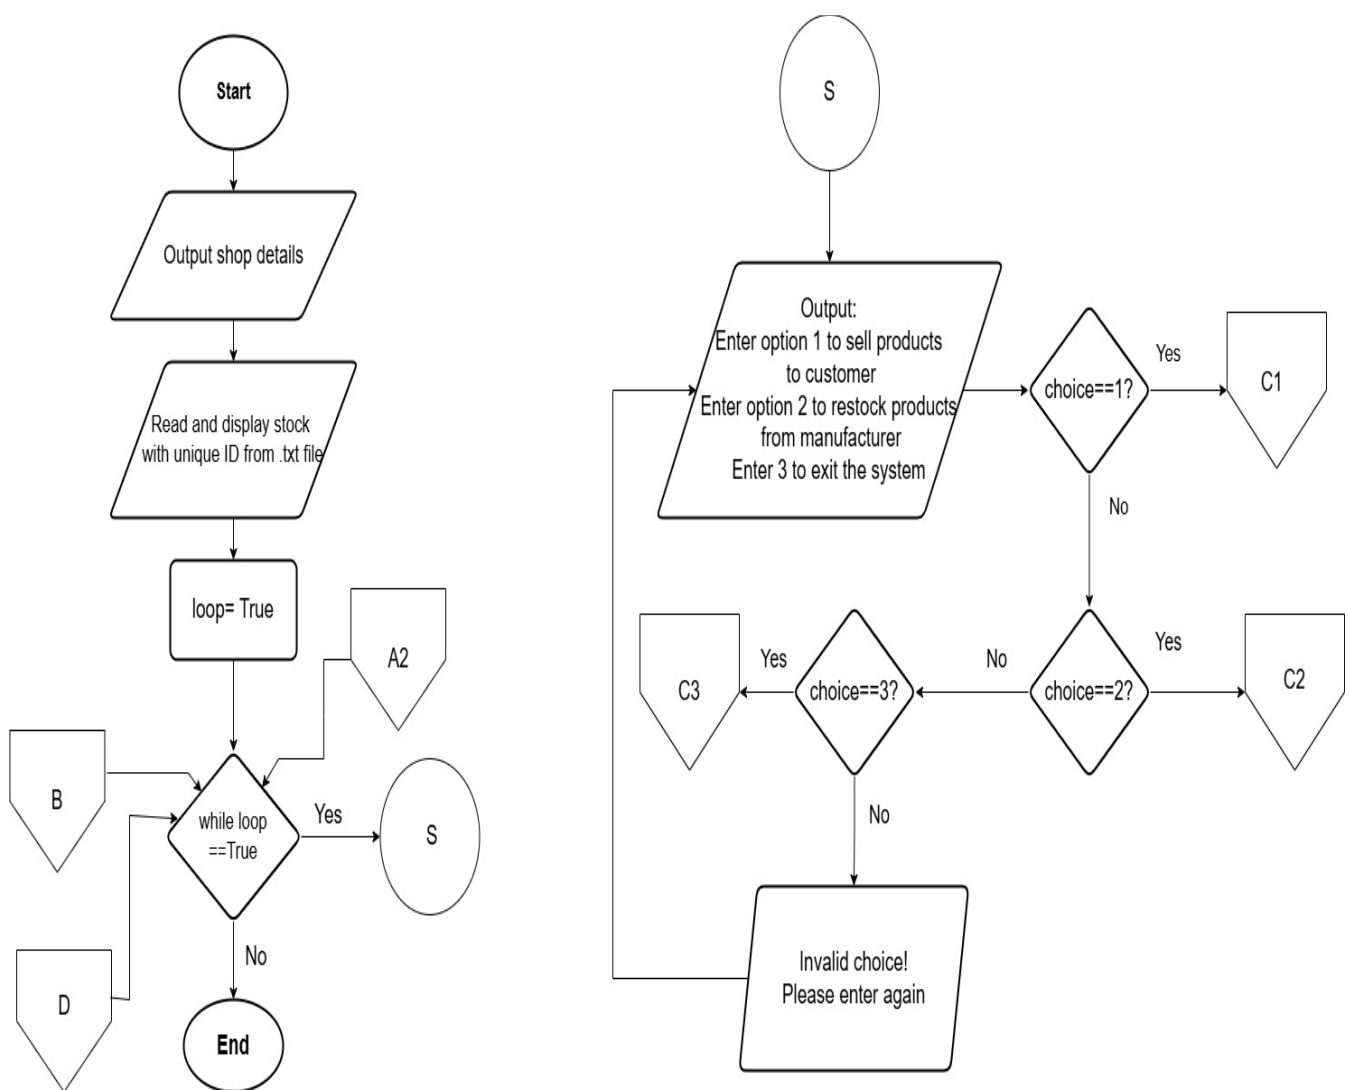 Start
Output shop details
Read and display stock
with unique ID from .txt file
loop= True
A2
B
while loop
==True
Yes
S
D
No
End
S
Output:
Enter option 1 to sell products
to customer
Enter option 2 to restock products
from manufacturer
Enter 3 to exit the system
choice==1?
Yes
C1
No
choice==2?
Yes
C2
No
choice==3?
Yes
C3
No
Invalid choice!
Please enter again